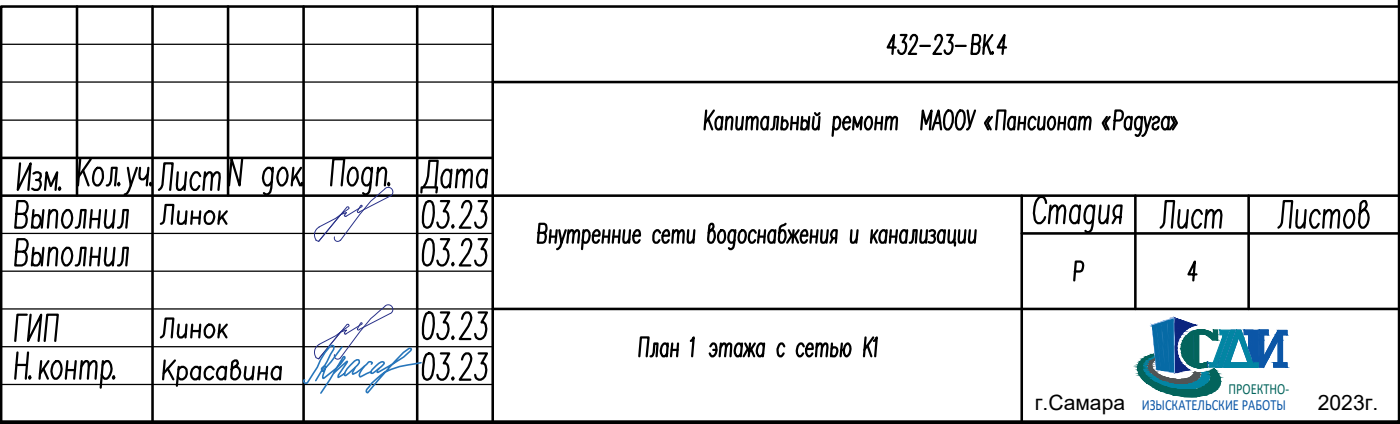 432-23-ВК.4
Капитальный ремонт МАООУ «Пансионат «Радуга»
Изм. Кол.уч. Лист N док Подп. Дата
Выполнил Линок 03.23
Выполнил 03.23
ГИП Линок 03.23
Н.контр. Красавина Красав 03.23
Внутренние сети водоснабжения и канализации
Стадия Лист Листов
Р 4
План 1 этажа с сетью К1
СДИ
ПРОЕКТНО-
ИЗЫСКАТЕЛЬСКИЕ РАБОТЫ
г.Самара 2023г.